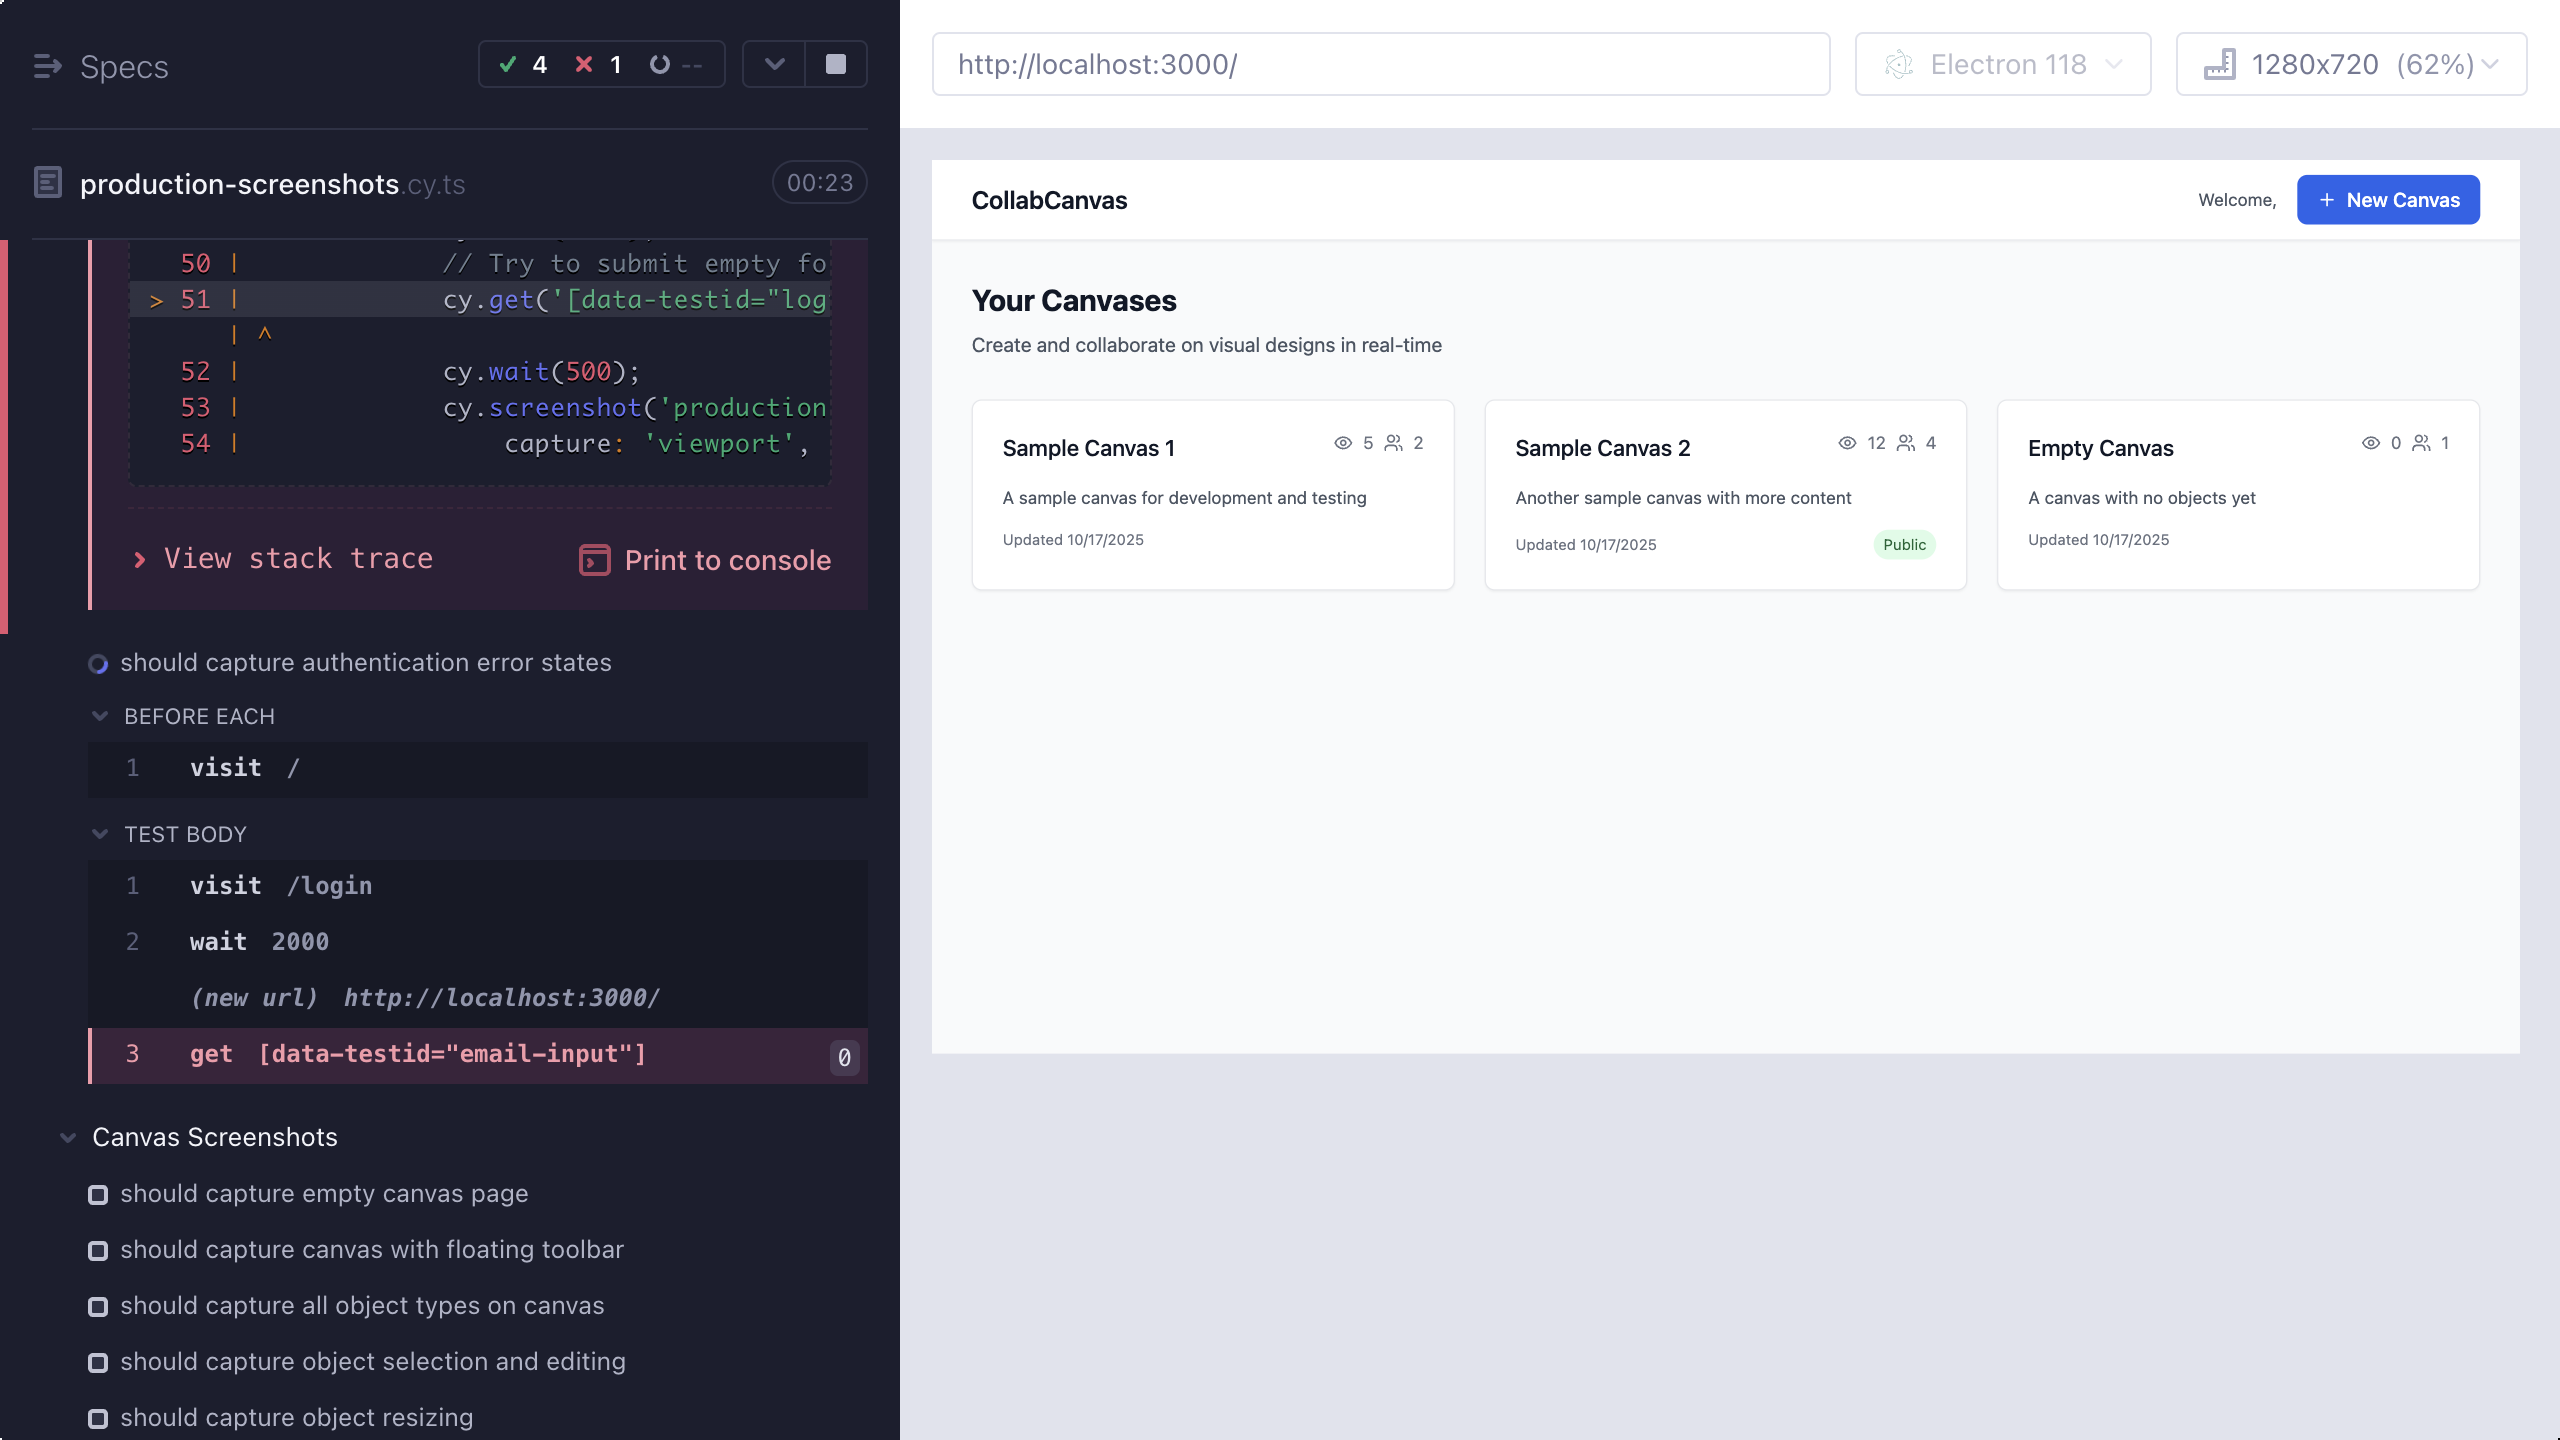 Specs
4 1 --
production-screenshots.cy.ts
00:23
50 | // Try to submit empty fo
> 51 | cy.get('[data-testid="log
| ^
52 | cy.wait(500);
53 | cy.screenshot('production
54 | capture: 'viewport',
View stack trace
Print to console
should capture authentication error states
BEFORE EACH
1 visit /
TEST BODY
1 visit /login
2 wait 2000
(new url) http://localhost:3000/
3 get [data-testid="email-input"] 0
Canvas Screenshots
should capture empty canvas page
should capture canvas with floating toolbar
should capture all object types on canvas
should capture object selection and editing
should capture object resizing
http://localhost:3000/
Electron 118
1280x720 (62%)
CollabCanvas
Welcome,
+ New Canvas
Your Canvases
Create and collaborate on visual designs in real-time
Sample Canvas 1
5 2
A sample canvas for development and testing
Updated 10/17/2025
Sample Canvas 2
12 4
Another sample canvas with more content
Updated 10/17/2025
Public
Empty Canvas
0 1
A canvas with no objects yet
Updated 10/17/2025